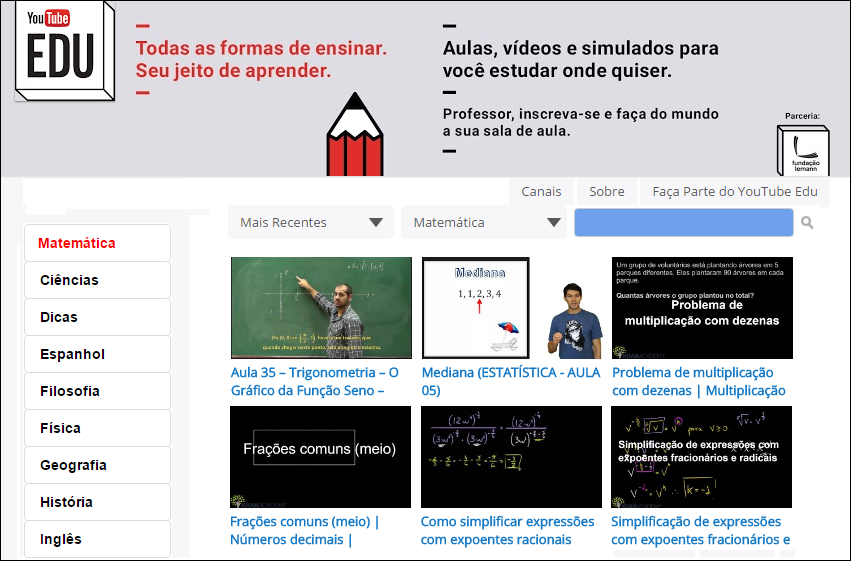 YouTube
EDU
Todas as formas de ensinar.
Seu jeito de aprender.
Aulas, vídeos e simulados para
você estudar onde quiser.
Professor, inscreva-se e faça do mundo
a sua sala de aula.
Parceria:
fundação
lemann
Canais
Sobre
Faça Parte do YouTube Edu
Mais Recentes
Matemática
Matemática
Ciências
Dicas
Espanhol
Filosofia
Física
Geografia
História
Inglês
Aula 35 – Trigonometria – O
Gráfico da Função Seno –
Mediana
1, 1, 2, 3, 4
Mediana (ESTATÍSTICA - AULA
05)
Um grupo de voluntários está plantando árvores em 5
parques diferentes. Eles plantaram 90 árvores em cada
parque.
Quantas árvores o grupo plantou no total?
Problema de
multiplicação com dezenas
Problema de multiplicação
com dezenas | Multiplicação
Frações comuns (meio)
Frações comuns (meio) |
Números decimais |
Como simplificar expressões
com expoentes racionais
Simplificação de expressões com
expoentes fracionários e radicais
Simplificação de expressões
com expoentes fracionários e